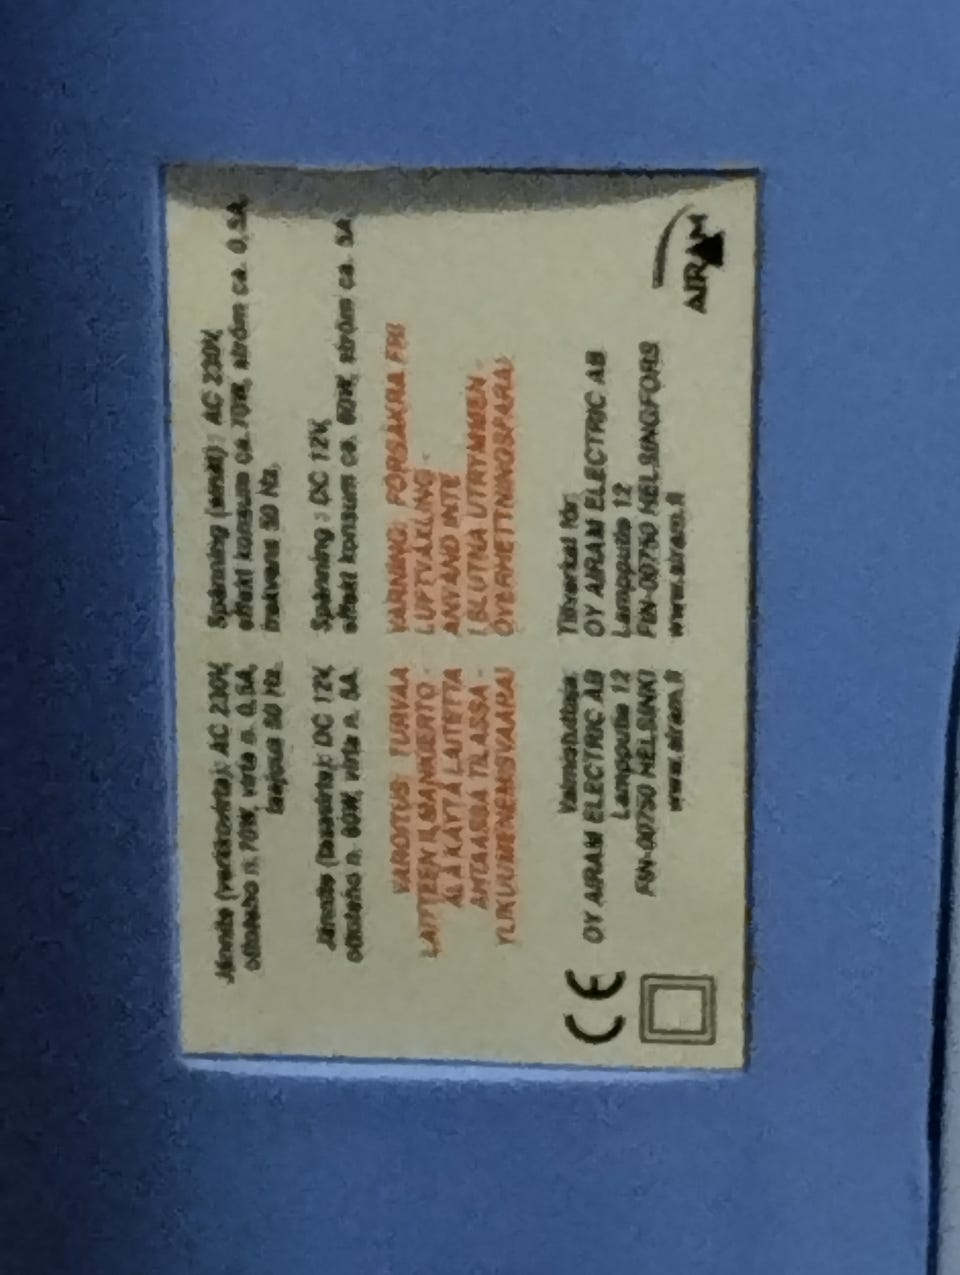 Jännite (verkkovirta): AC 230V,
ottoteho n.70W, virta n. 0,5A,
taajuus 50 Hz.
Jännite (tasavirta): DC 12V,
ottoteho n. 60W, virta n. 5A
VAROITUS: TURVAA
LAITTEEN ILMANKIERTO -
ÄLÄ KÄYTÄ LAITETTA
AHTAASSA TILASSA -
YLIKUUMENEMISVAARA!
Valmistuttaja:
OY AIRAM ELECTRIC AB
Lampputie 12
FIN-00750 HELSINKI
www.airam.fi
CE
Spänning (snät) : AC 230V,
effekt konsum ca.70W, ström ca. 0,5A,
frekvens 50 Hz,
Spänning : DC 12V,
effekt konsum ca. 60W, ström ca. 5A
VARNING: FÖRSÄKRA FRI
LUFTVÄXLING -
ANVÄND INTE
I SLUTNA UTRYMMEN -
ÖVERHETTNINGSFARA!
Tillverkat för:
OY AIRAM ELECTRIC AB
Lampputie 12
FIN-00750 HELSINGFORS
www.airam.fi
AIRAM